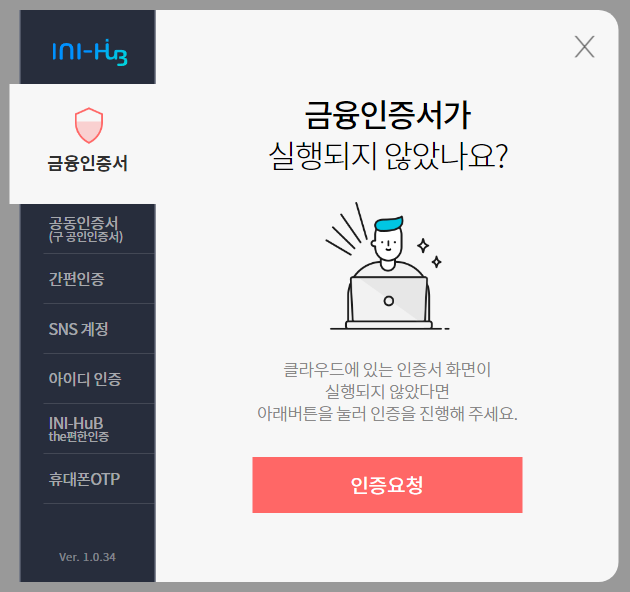 INI-HuB
금융인증서
공동인증서
(구 공인인증서)
간편인증
SNS 계정
아이디 인증
INI-HuB
the편한인증
휴대폰OTP
Ver. 1.0.34
금융인증서가
실행되지 않았나요?
클라우드에 있는 인증서 화면이
실행되지 않았다면
아래버튼을 눌러 인증을 진행해 주세요.
인증요청